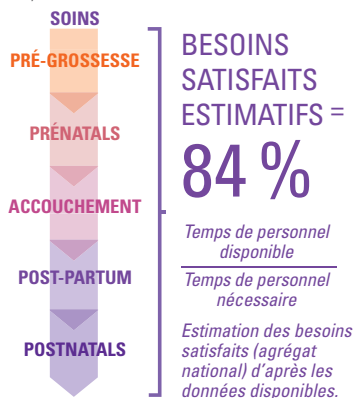 SOINS
PRÉ-GROSSESSE
PRÉNATALS
ACCOUCHEMENT
POST-PARTUM
POSTNATALS
BESOINS
SATISFAITS
ESTIMATIFS =
84 %
Temps de personnel
disponible
Temps de personnel
nécessaire
Estimation des besoins
satisfaits (agrégat
national) d’après les
données disponibles.